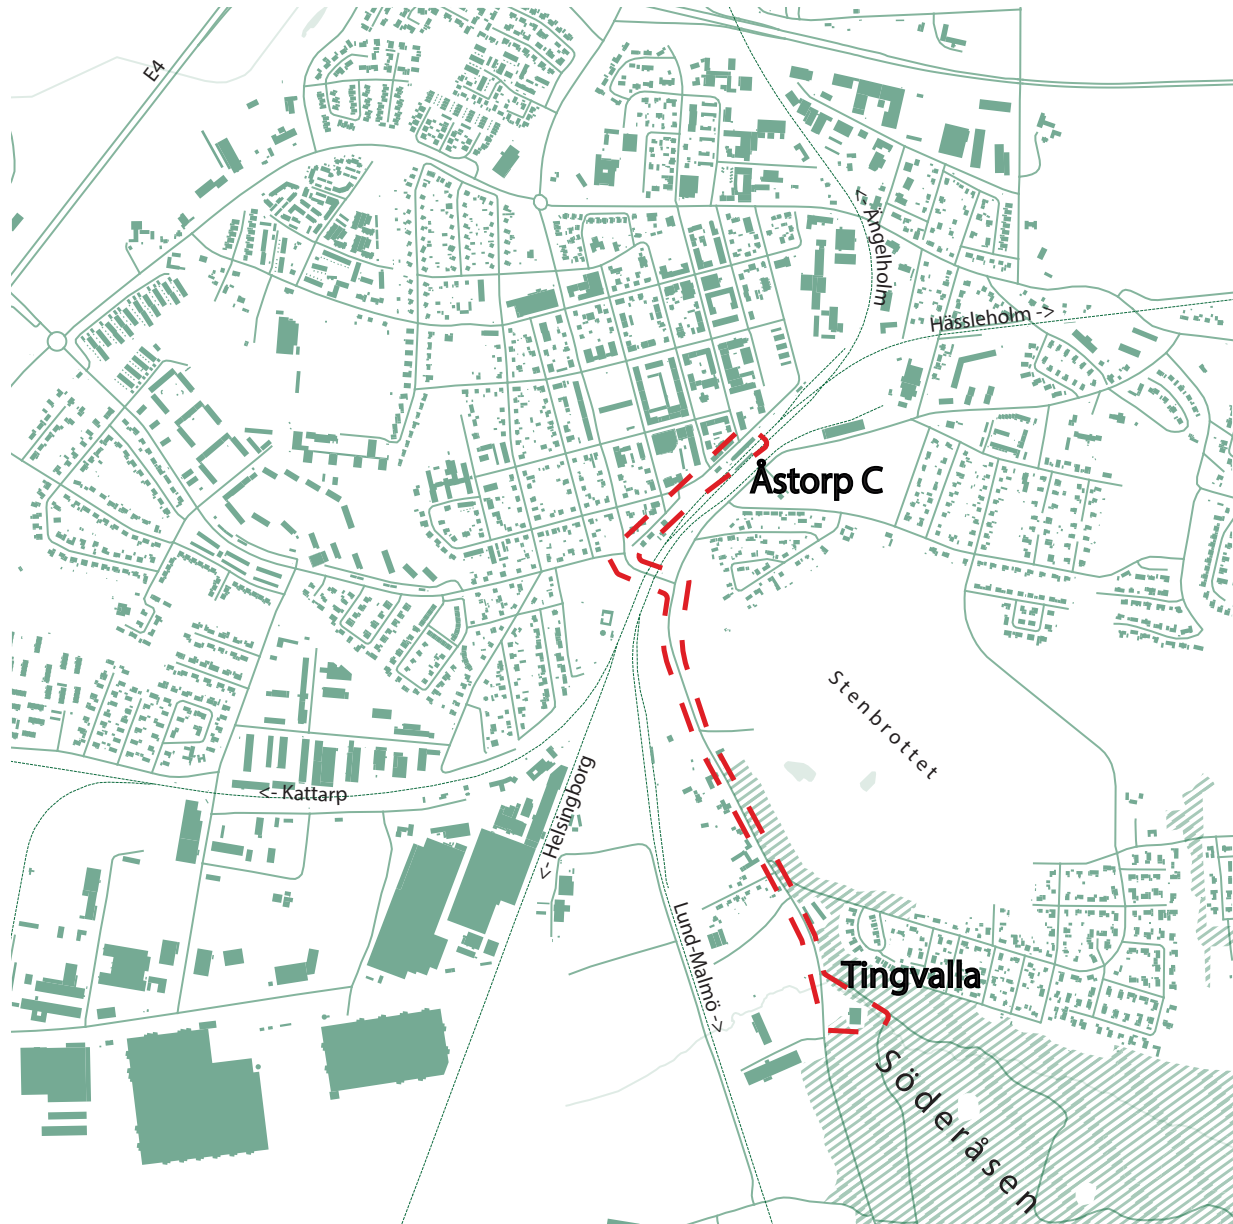 E4
<- Ängelholm
Hässleholm ->
Åstorp C
Stenbrottet
<- Kattarp
<- Helsingborg
Lund-Malmö ->
Tingvalla
Söderåsen